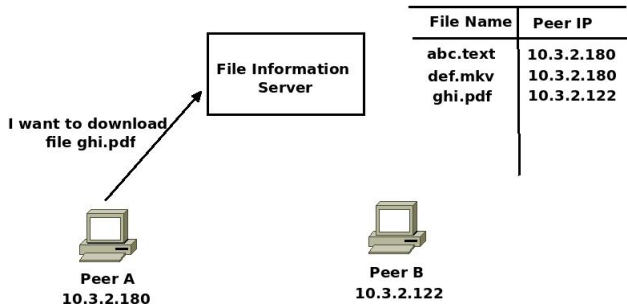 File Name Peer IP
abc.text 10.3.2.180
def.mkv 10.3.2.180
ghi.pdf 10.3.2.122
File Information
Server
I want to download
file ghi.pdf
Peer A
10.3.2.180
Peer B
10.3.2.122